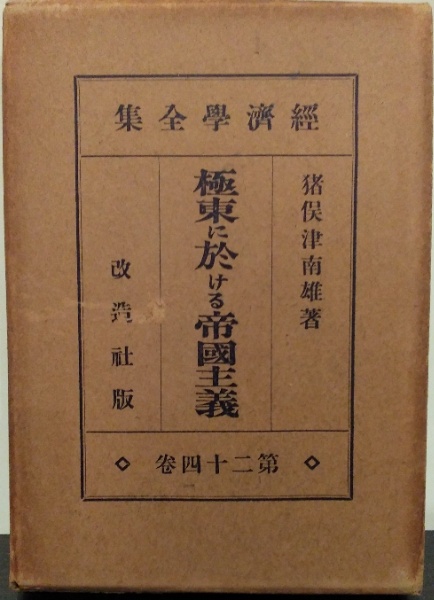 經濟學全集
猪俣津南雄著
極東に於ける帝國主義
改造社版
◇第二十四卷◇